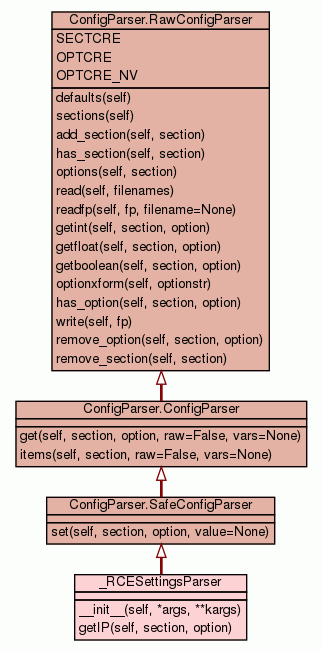 ConfigParser.RawConfigParser
SECTCRE
OPTCRE
OPTCRE_NV
defaults(self)
sections(self)
add_section(self, section)
has_section(self, section)
options(self, section)
read(self, filenames)
readfp(self, fp, filename=None)
getint(self, section, option)
getfloat(self, section, option)
getboolean(self, section, option)
optionxform(self, optionstr)
has_option(self, section, option)
write(self, fp)
remove_option(self, section, option)
remove_section(self, section)
ConfigParser.ConfigParser
get(self, section, option, raw=False, vars=None)
items(self, section, raw=False, vars=None)
ConfigParser.SafeConfigParser
set(self, section, option, value=None)
_RCESettingsParser
__init__(self, *args, **kargs)
getIP(self, section, option)